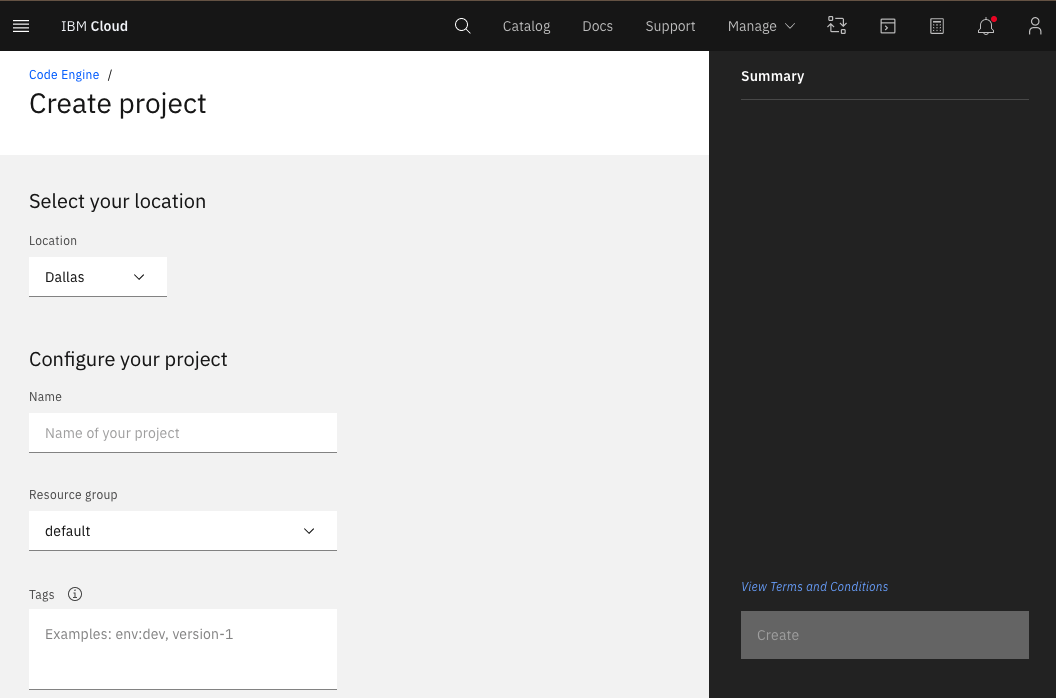 IBM Cloud Catalog Docs Support Manage
Code Engine /
Create project
Select your location
Location
Dallas
Configure your project
Name
Name of your project
Resource group
default
Tags
Examples: env:dev, version-1
Summary
View Terms and Conditions
Create